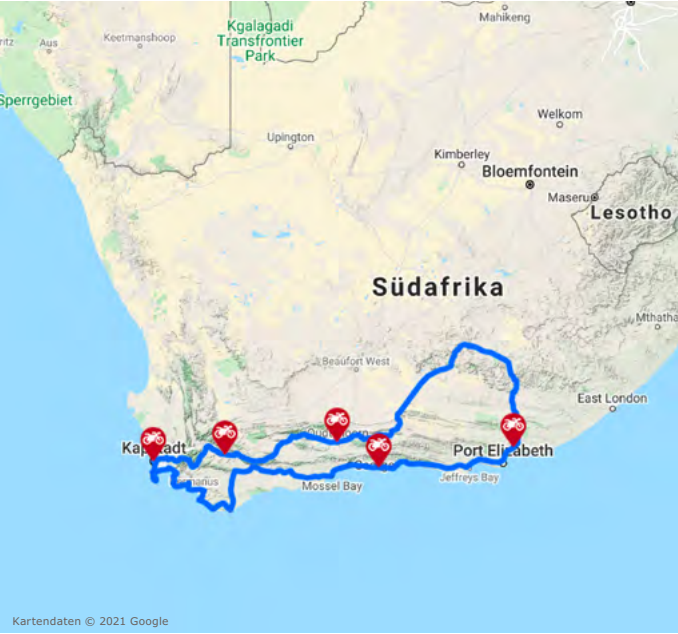 Mahikeng
Kgalagadi
Transfrontier
Park
Keetmanshoop
Aus
Sperrgebiet
Welkom
Upington
Kimberley
Bloemfontein
Maseru
Lesotho
Südafrika
Mthatha
Beaufort West
East London
Kapstadt
Port Elizabeth
Jeffreys Bay
Mossel Bay
Kartendaten © 2021 Google